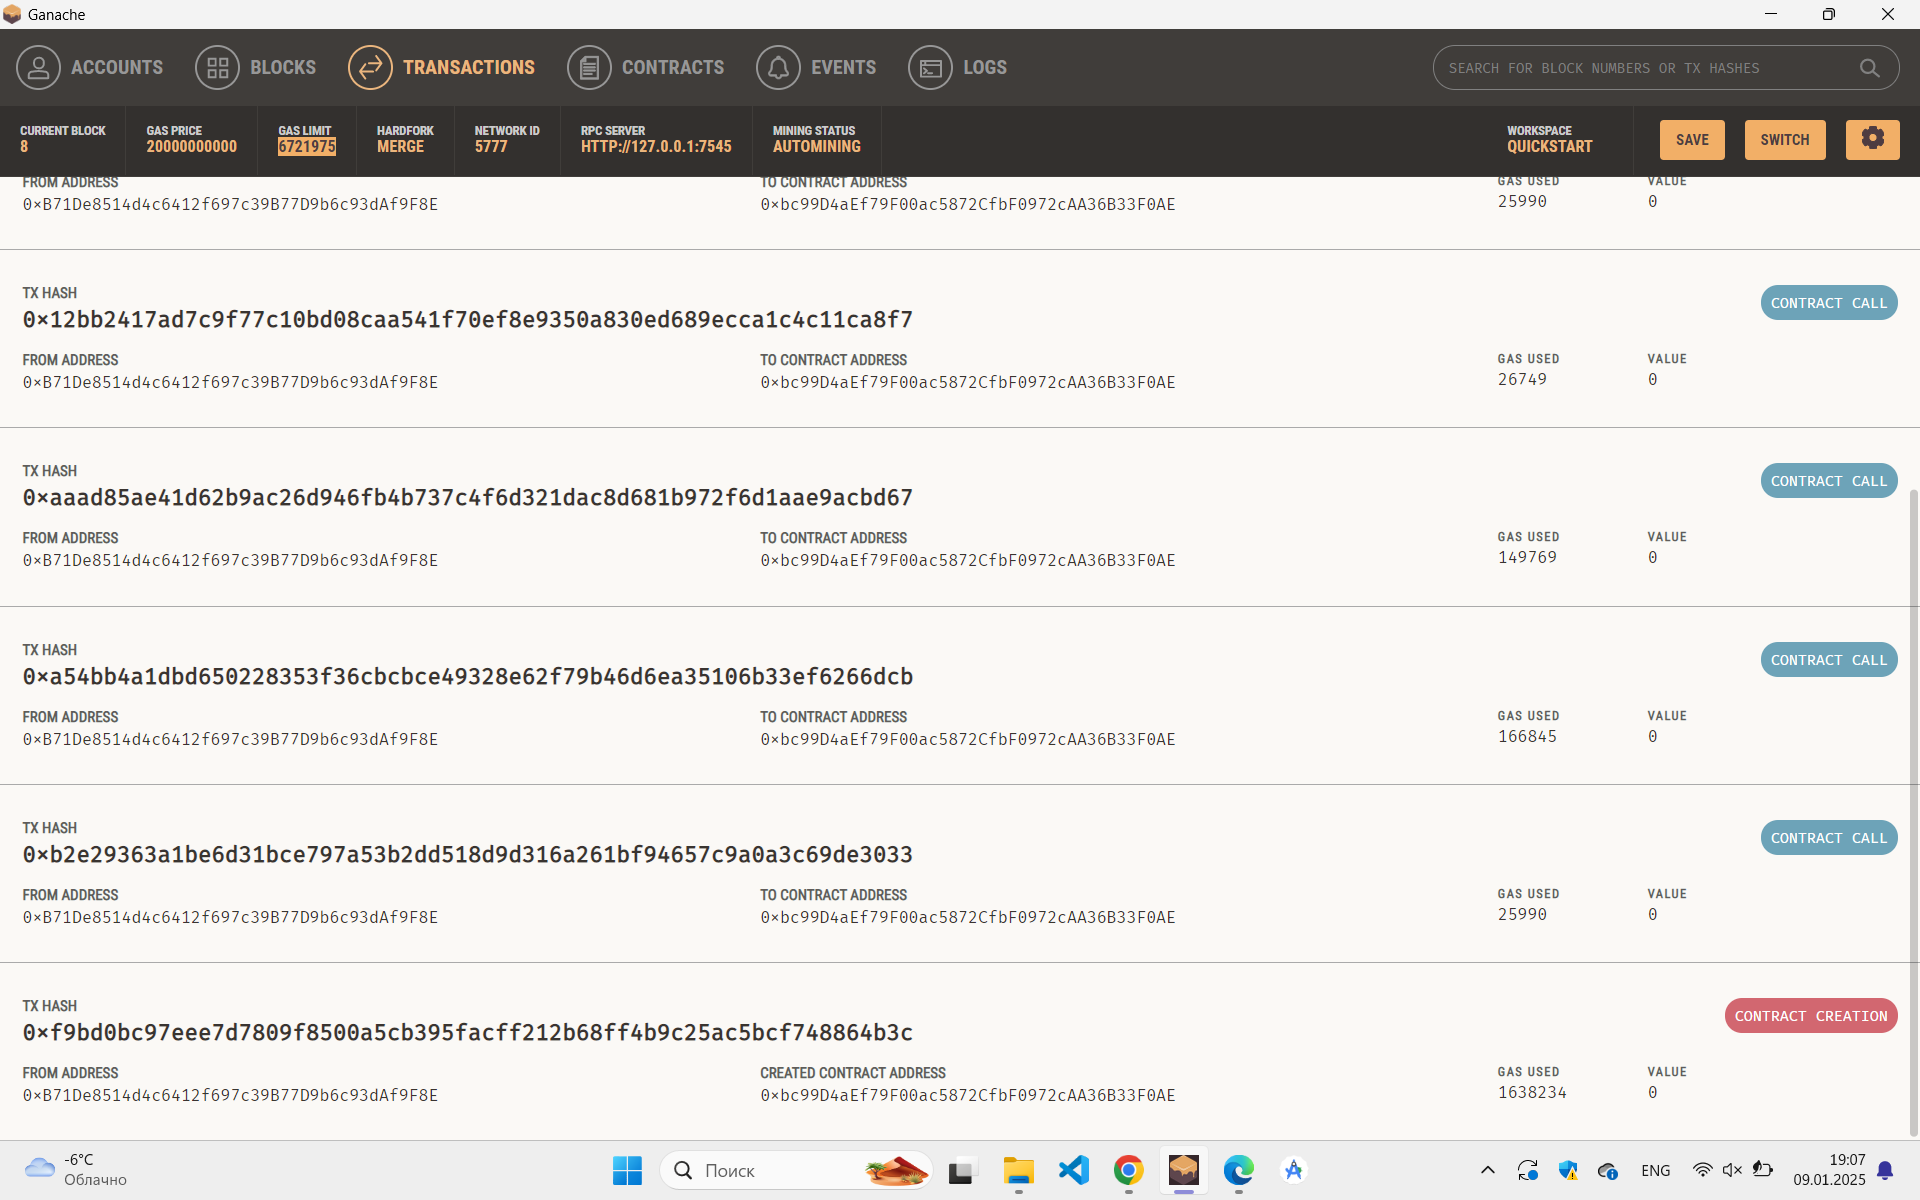 Ganache
ACCOUNTS BLOCKS TRANSACTIONS CONTRACTS EVENTS LOGS SEARCH FOR BLOCK NUMBERS OR TX HASHES
CURRENT BLOCK GAS PRICE GAS LIMIT HARDFORK NETWORK ID RPC SERVER MINING STATUS WORKSPACE
8 20000000000 6721975 MERGE 5777 HTTP://127.0.0.1:7545 AUTOMINING QUICKSTART SAVE SWITCH
FROM ADDRESS TO CONTRACT ADDRESS GAS USED VALUE
0×B71De8514d4c6412f697c39B77D9b6c93dAf9F8E 0×bc99D4aEf79F00ac5872CfbF0972cAA36B33F0AE 25990 0
TX HASH
0×12bb2417ad7c9f77c10bd08caa541f70ef8e9350a830ed689ecca1c4c11ca8f7 CONTRACT CALL
FROM ADDRESS TO CONTRACT ADDRESS GAS USED VALUE
0×B71De8514d4c6412f697c39B77D9b6c93dAf9F8E 0×bc99D4aEf79F00ac5872CfbF0972cAA36B33F0AE 26749 0
TX HASH
0×aaad85ae41d62b9ac26d946fb4b737c4f6d321dac8d681b972f6d1aae9acbd67 CONTRACT CALL
FROM ADDRESS TO CONTRACT ADDRESS GAS USED VALUE
0×B71De8514d4c6412f697c39B77D9b6c93dAf9F8E 0×bc99D4aEf79F00ac5872CfbF0972cAA36B33F0AE 149769 0
TX HASH
0×a54bb4a1dbd650228353f36cbcbce49328e62f79b46d6ea35106b33ef6266dcb CONTRACT CALL
FROM ADDRESS TO CONTRACT ADDRESS GAS USED VALUE
0×B71De8514d4c6412f697c39B77D9b6c93dAf9F8E 0×bc99D4aEf79F00ac5872CfbF0972cAA36B33F0AE 166845 0
TX HASH
0×b2e29363a1be6d31bce797a53b2dd518d9d316a261bf94657c9a0a3c69de3033 CONTRACT CALL
FROM ADDRESS TO CONTRACT ADDRESS GAS USED VALUE
0×B71De8514d4c6412f697c39B77D9b6c93dAf9F8E 0×bc99D4aEf79F00ac5872CfbF0972cAA36B33F0AE 25990 0
TX HASH
0×f9bd0bc97eee7d7809f8500a5cb395facff212b68ff4b9c25ac5bcf748864b3c CONTRACT CREATION
FROM ADDRESS CREATED CONTRACT ADDRESS GAS USED VALUE
0×B71De8514d4c6412f697c39B77D9b6c93dAf9F8E 0×bc99D4aEf79F00ac5872CfbF0972cAA36B33F0AE 1638234 0
-6°C
Облачно
Поиск
ENG
19:07
09.01.2025